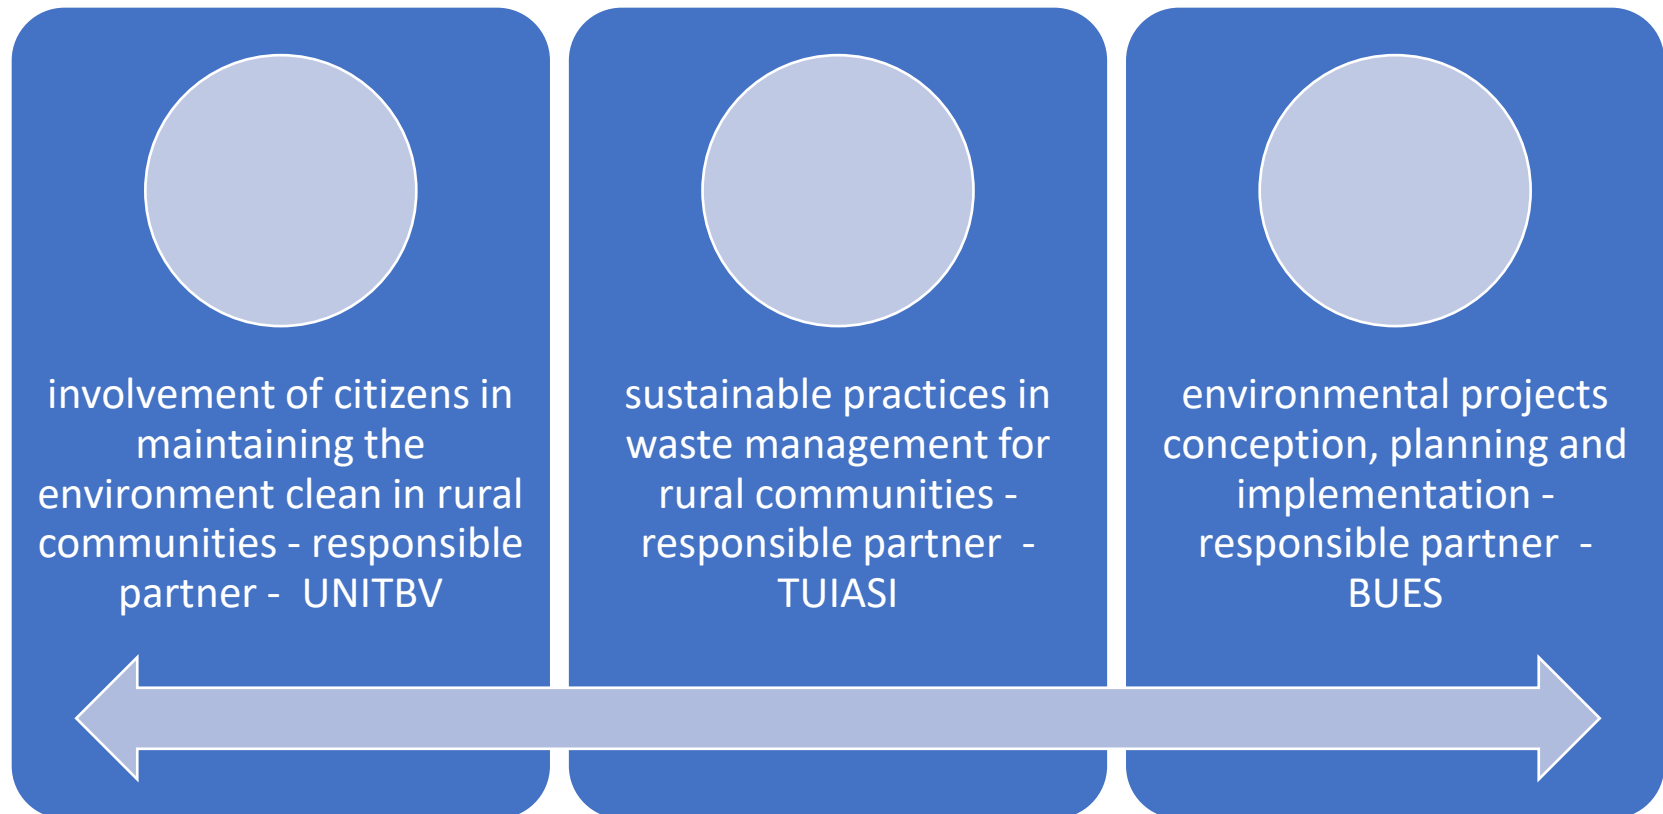 involvement of citizens in
maintaining the
environment clean in rural
communities - responsible
partner -  UNITBV
sustainable practices in
waste management for
rural communities -
responsible partner  -
TUIASI
environmental projects
conception, planning and
implementation -
responsible partner  -
BUES